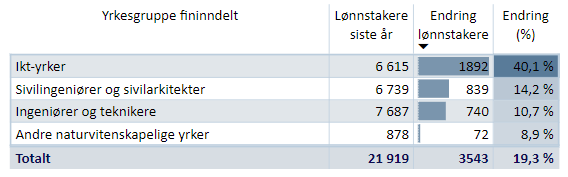 Yrkesgruppe fininndelt Lønnstakere siste år Endring lønnstakere Endring (%)
Ikt-yrker 6 615 1892 40,1 %
Sivilingeniører og sivilarkitekter 6 739 839 14,2 %
Ingeniører og teknikere 7 687 740 10,7 %
Andre naturvitenskapelige yrker 878 72 8,9 %
Totalt 21 919 3543 19,3 %